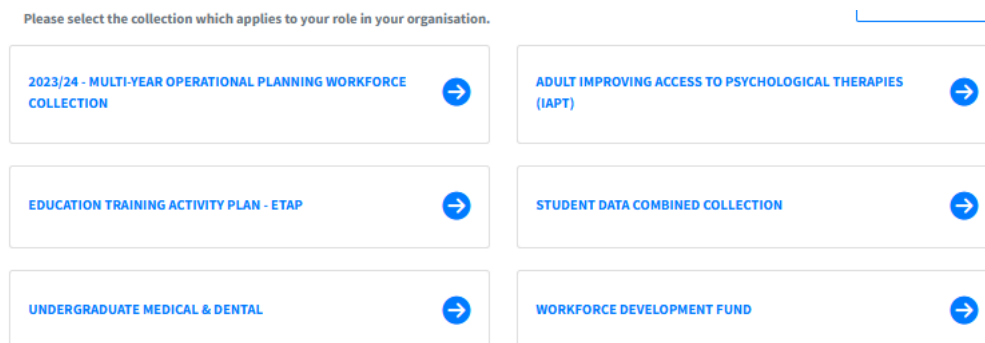 Please select the collection which applies to your role in your organisation.
2023/24 - MULTI-YEAR OPERATIONAL PLANNING WORKFORCE
COLLECTION
ADULT IMPROVING ACCESS TO PSYCHOLOGICAL THERAPIES
(IAPT)
EDUCATION TRAINING ACTIVITY PLAN - ETAP
STUDENT DATA COMBINED COLLECTION
UNDERGRADUATE MEDICAL & DENTAL
WORKFORCE DEVELOPMENT FUND